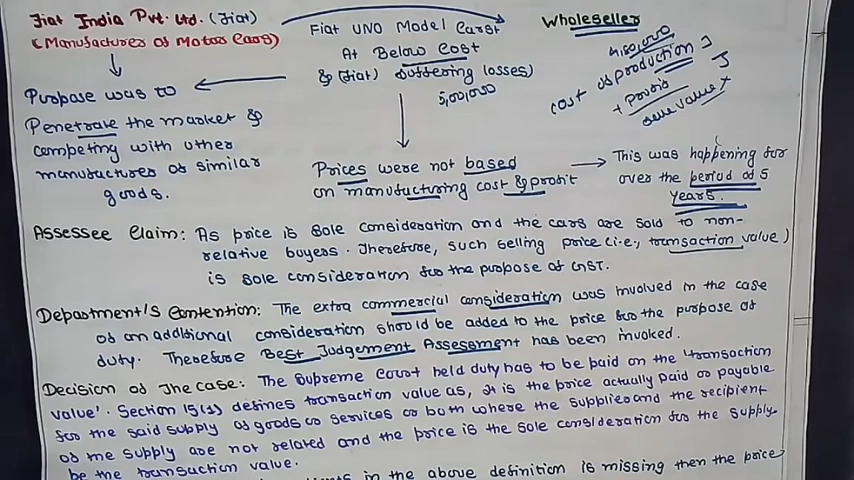 Fiat India Pvt. Ltd. (Fiat)
(Manufacturer of Motor Cars)
Purpose was to
Penetrate the market &
competing with other
manufactures of similar
goods.
Fiat UNO Model Carst
At Below Cost
& (Fiat) suffering losses)
5,00,000
Prices were not based
on manufucturing cost & profit
Wholeseller
4,50,000
cost of production
+ Profit
sale value
This was happening for
over the period of 5
Years.
Assessee Claim: As price is sole consideration and the cars are sold to non-
relative buyers. Therefore, such selling price (i.e., transaction value)
is sole consideration for the purpose of GST.
Department's Contention: The extra commercial consideration was involved in the case
of an additional consideration should be added to the price for the purpose of
duty. Therefore Best Judgement Assessment has been invoked.
Decision of The case: The Supreme Court held duty has to be paid on the 'transaction
value'. Section 15(1) defines transaction value as, it is the price actually paid or payable
for the said supply of goods or services or both where the supplier and the recipient
of the supply are not related and the price is the sole consideration for the supply.
be the transaction value.
in the above definition is missing then the price